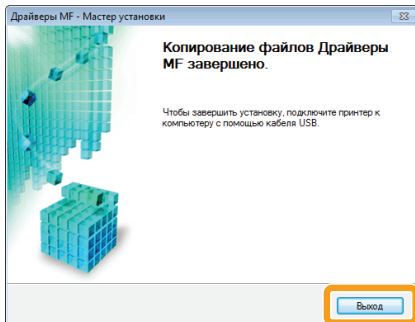 Драйверы MF - Мастер установки
Копирование файлов Драйверы
MF завершено.
Чтобы завершить установку, подключите принтер к
компьютеру с помощью кабеля USB.
Выход